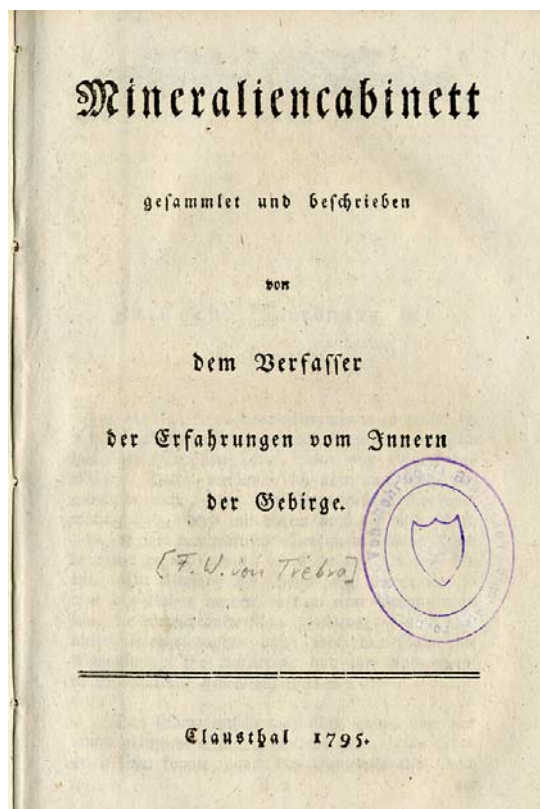 Mineraliencabinett
gesammlet und beschrieben
von
dem Verfasser
der Erfahrungen vom Innern
der Gebirge.
[F. W. von Trebra]
Clausthal 1795.